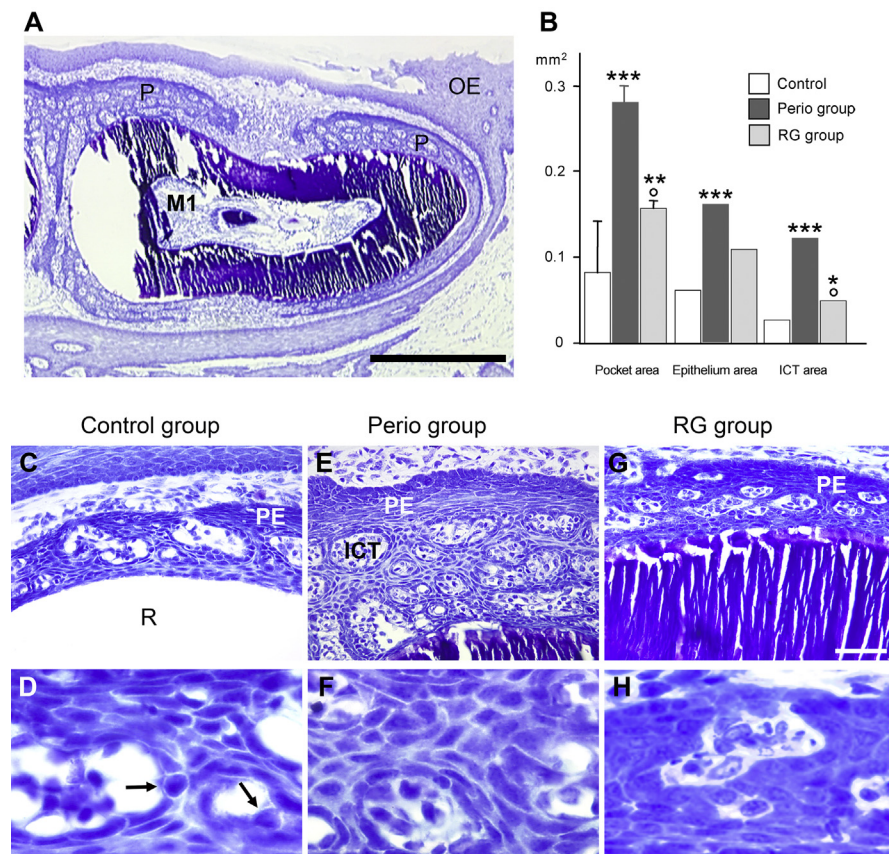 A
P
OE
P
M1
B
mm²
0.3
0.2
0.1
0
***
**
***
***
*
Control
Perio group
RG group
Pocket area
Epithelium area
ICT area
Control group
Perio group
RG group
C
PE
R
E
PE
ICT
G
PE
D
F
H